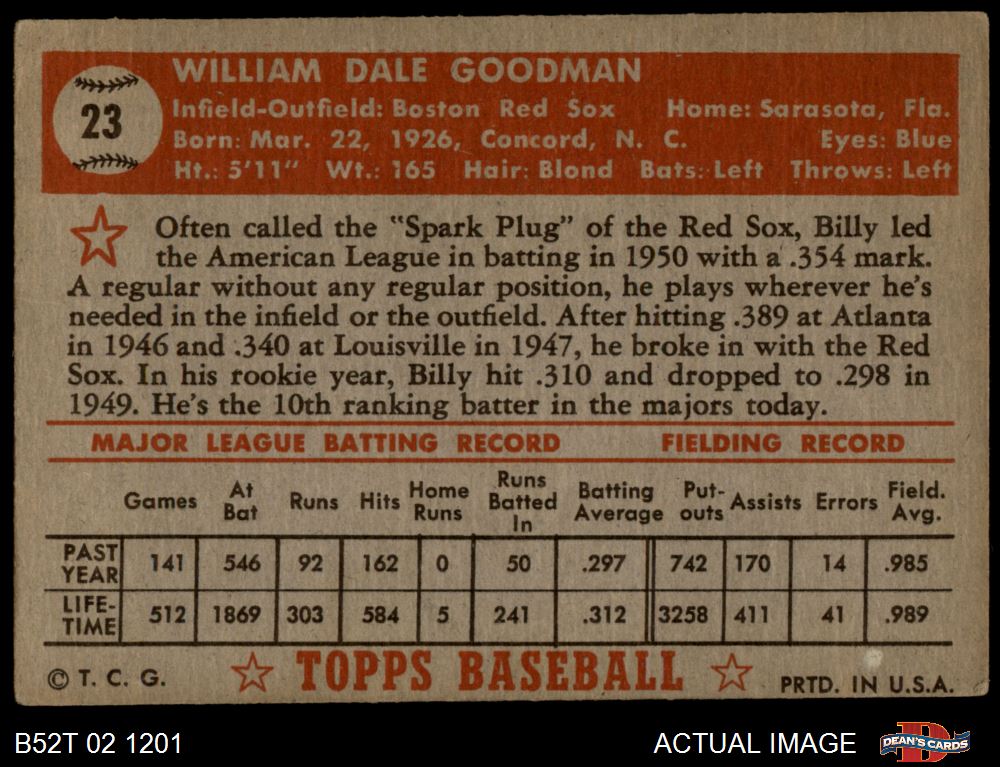 23
WILLIAM DALE GOODMAN
Infield-Outfield: Boston Red Sox Home: Sarasota, Fla.
Born: Mar. 22, 1926, Concord, N. C. Eyes: Blue
Ht.: 5'11" Wt.: 165 Hair: Blond Bats: Left Throws: Left
Often called the "Spark Plug" of the Red Sox, Billy led
the American League in batting in 1950 with a .354 mark.
A regular without any regular position, he plays wherever he's
needed in the infield or the outfield. After hitting .389 at Atlanta
in 1946 and .340 at Louisville in 1947, he broke in with the Red
Sox. In his rookie year, Billy hit .310 and dropped to .298 in
1949. He's the 10th ranking batter in the majors today.
MAJOR LEAGUE BATTING RECORD FIELDING RECORD
Games At Bat Runs Hits Home Runs Runs Batted In Batting Average Put-outs Assists Errors Field. Avg.
PAST YEAR 141 546 92 162 0 50 .297 742 170 14 .985
LIFE-TIME 512 1869 303 584 5 241 .312 3258 411 41 .989
© T. C. G. TOPPS BASEBALL PRTD. IN U.S.A.
B52T 02 1201 ACTUAL IMAGE DEAN'S CARDS